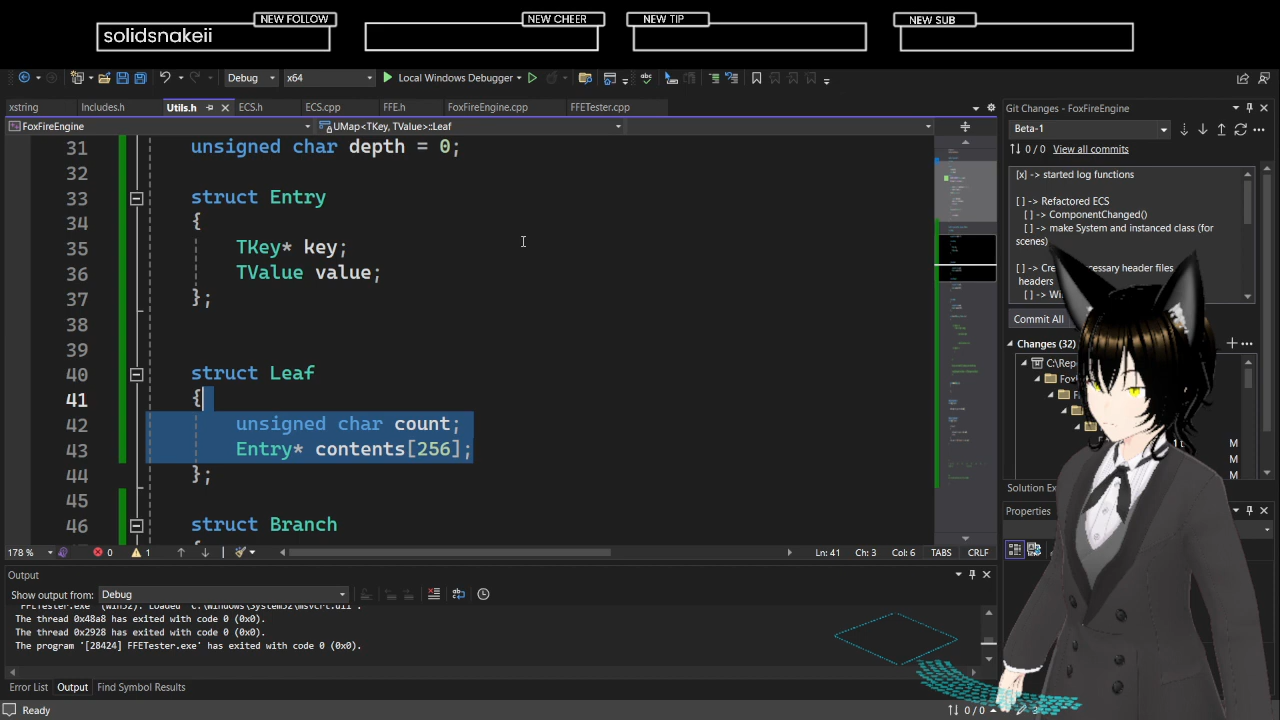 NEW FOLLOW
solidsnakeii
NEW CHEER
NEW TIP
NEW SUB
Debug
x64
Local Windows Debugger
xstring
Includes.h
Utils.h
ECS.h
ECS.cpp
FFE.h
FoxFireEngine.cpp
FFETester.cpp
FoxFireEngine
UMap<TKey, TValue>::Leaf
31 unsigned char depth = 0;
32
33 struct Entry
34 {
35 TKey* key;
36 TValue value;
37 };
38
39
40 struct Leaf
41 {
42 unsigned char count;
43 Entry* contents[256];
44 };
45
46 struct Branch
178 %
0
1
Ln: 41
Ch: 3
Col: 6
TABS
CRLF
Git Changes - FoxFireEngine
Beta-1
0 / 0
View all commits
[x] -> started log functions
[ ] -> Refactored ECS
[ ] -> ComponentChanged()
[ ] -> make System and instanced class (for
scenes)
headers
Commit All
Changes (32)
M
M
M
M
Solution Ex
Properties
Output
Show output from:
Debug
The thread 0x48a8 has exited with code 0 (0x0).
The thread 0x2928 has exited with code 0 (0x0).
The program '[28424] FFETester.exe' has exited with code 0 (0x0).
Error List
Output
Find Symbol Results
Ready
0 / 0